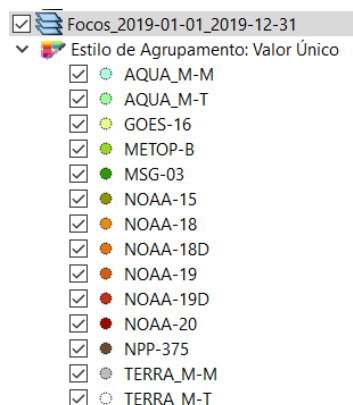 Focos_2019-01-01_2019-12-31
Estilo de Agrupamento: Valor Único
AQUA_M-M
AQUA_M-T
GOES-16
METOP-B
MSG-03
NOAA-15
NOAA-18
NOAA-18D
NOAA-19
NOAA-19D
NOAA-20
NPP-375
TERRA_M-M
TERRA_M-T